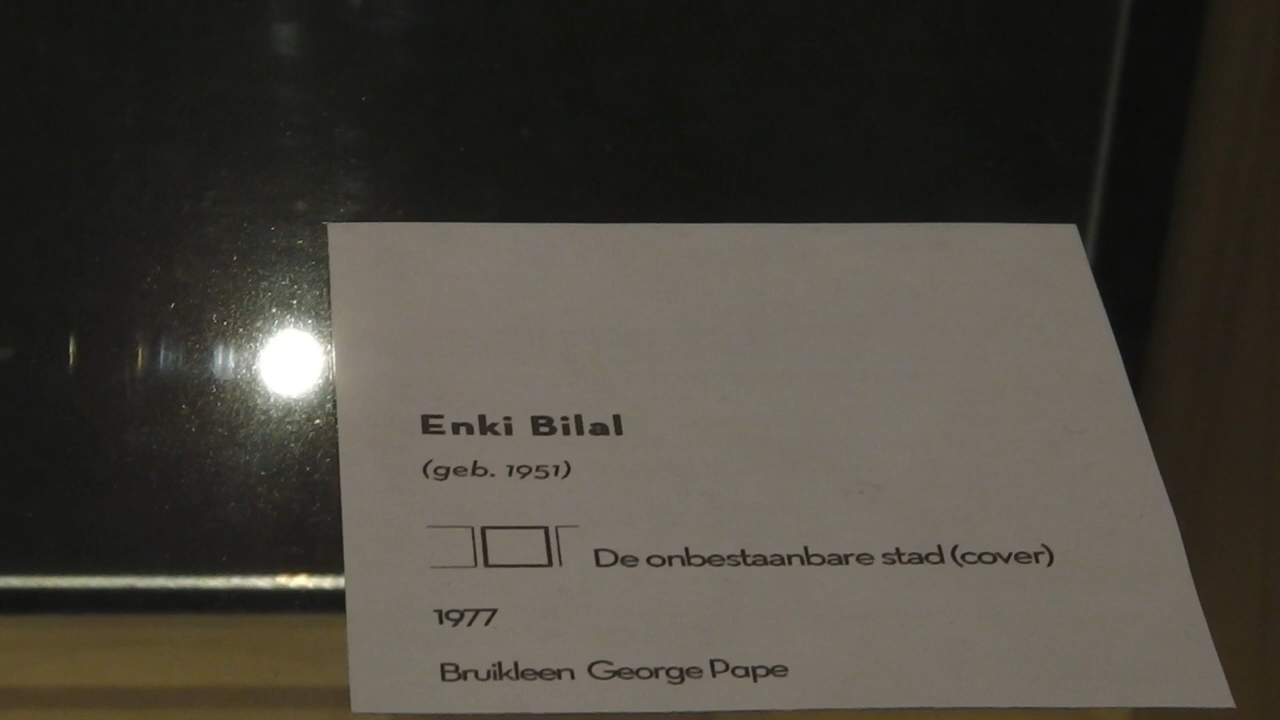 Enki Bilal
(geb. 1951)
De onbestaanbare stad (cover)
1977
Bruikleen George Pape